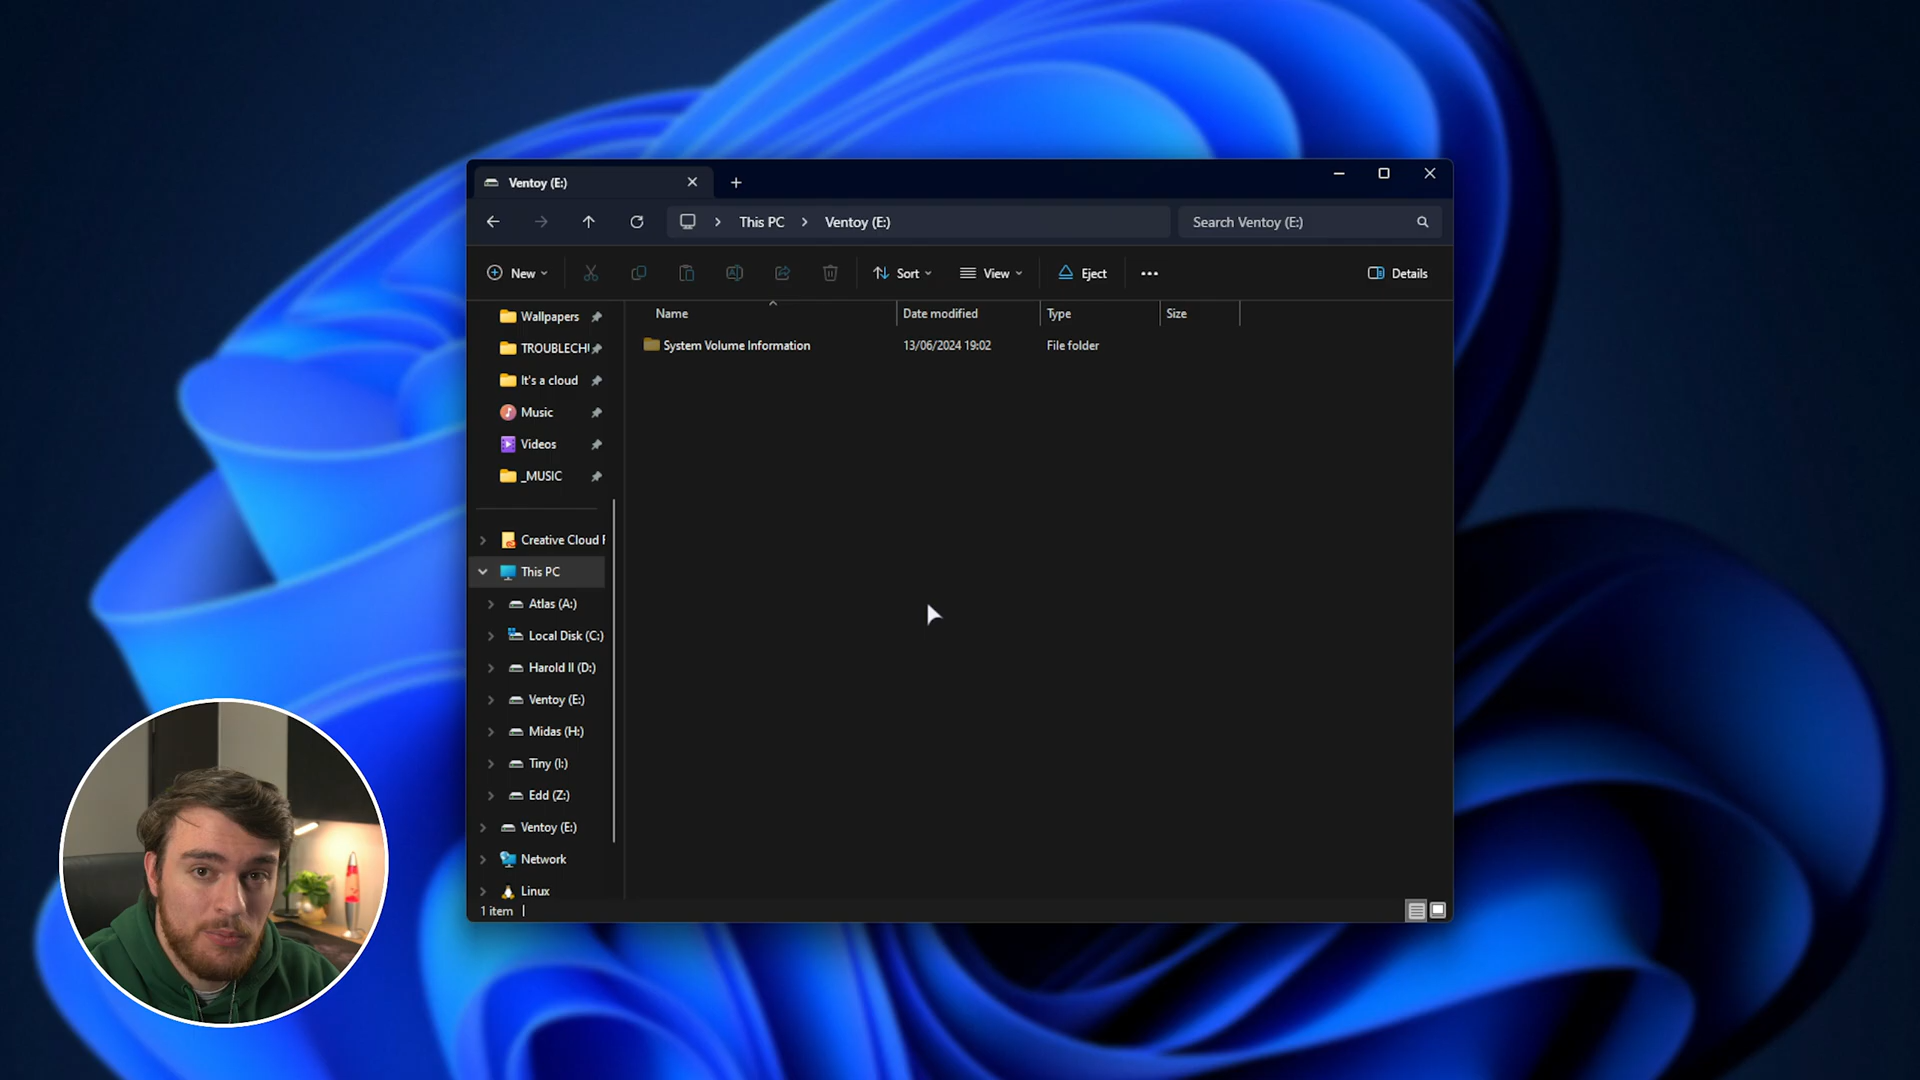 Ventoy (E:)
This PC > Ventoy (E:)
Search Ventoy (E:)
New
Sort
View
Eject
Details
Name
Date modified
Type
Size
System Volume Information
13/06/2024 19:02
File folder
Wallpapers
TROUBLECH
It's a cloud
Music
Videos
_MUSIC
Creative Cloud F
This PC
Atlas (A:)
Local Disk (C:)
Harold II (D:)
Ventoy (E:)
Midas (H:)
Tiny (I:)
Edd (Z:)
Ventoy (E:)
Network
Linux
1 item